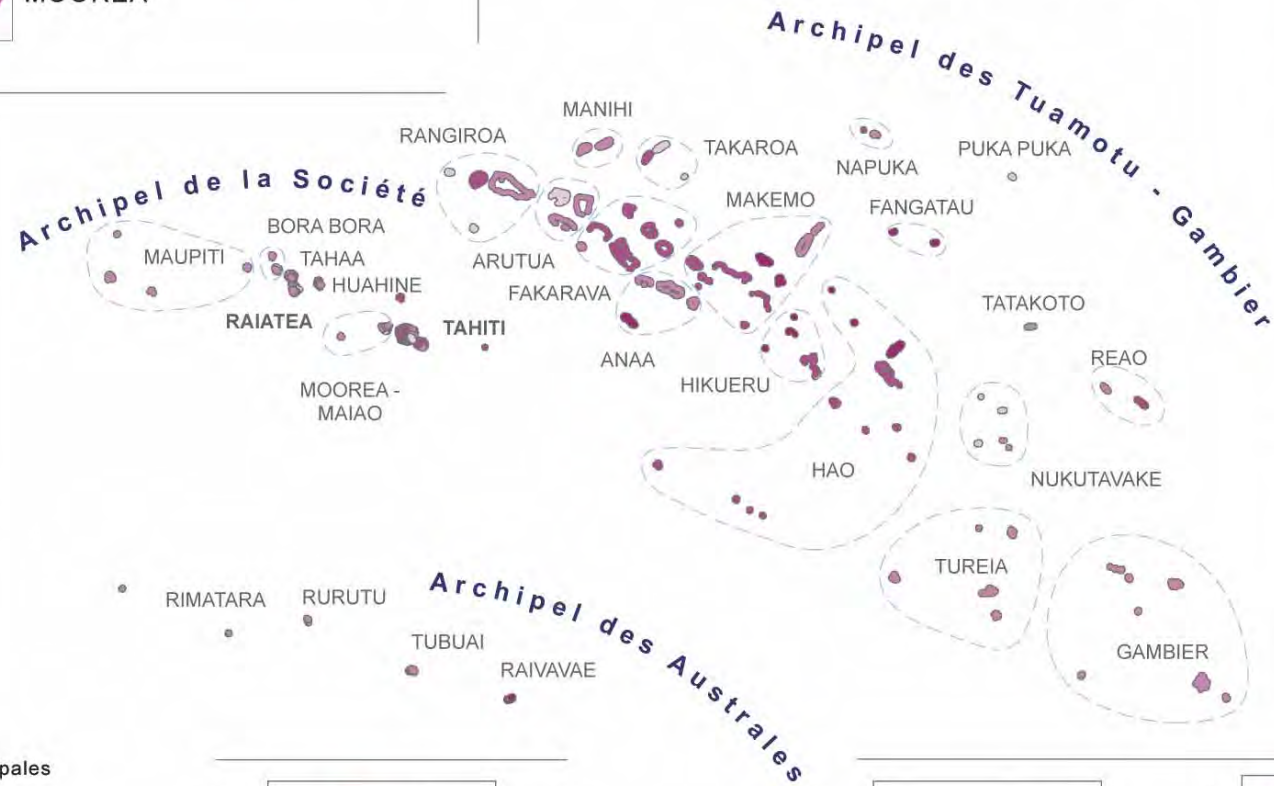 MOOREA
Archipel des Tuamotu - Gambier
MANIHI
RANGIROA
TAKAROA
NAPUKA
PUKA PUKA
Archipel de la Société
MAKEMO
FANGATAU
BORA BORA
MAUPITI
TAHAA
ARUTUA
HUAHINE
FAKARAVA
TATAKOTO
RAIATEA
TAHITI
ANAA
REAO
HIKUERU
MOOREA -
MAIAO
HAO
NUKUTAVAKE
TUREIA
Archipel des Australes
RIMATARA
RURUTU
TUBUAI
GAMBIER
RAIVAVAE
pales